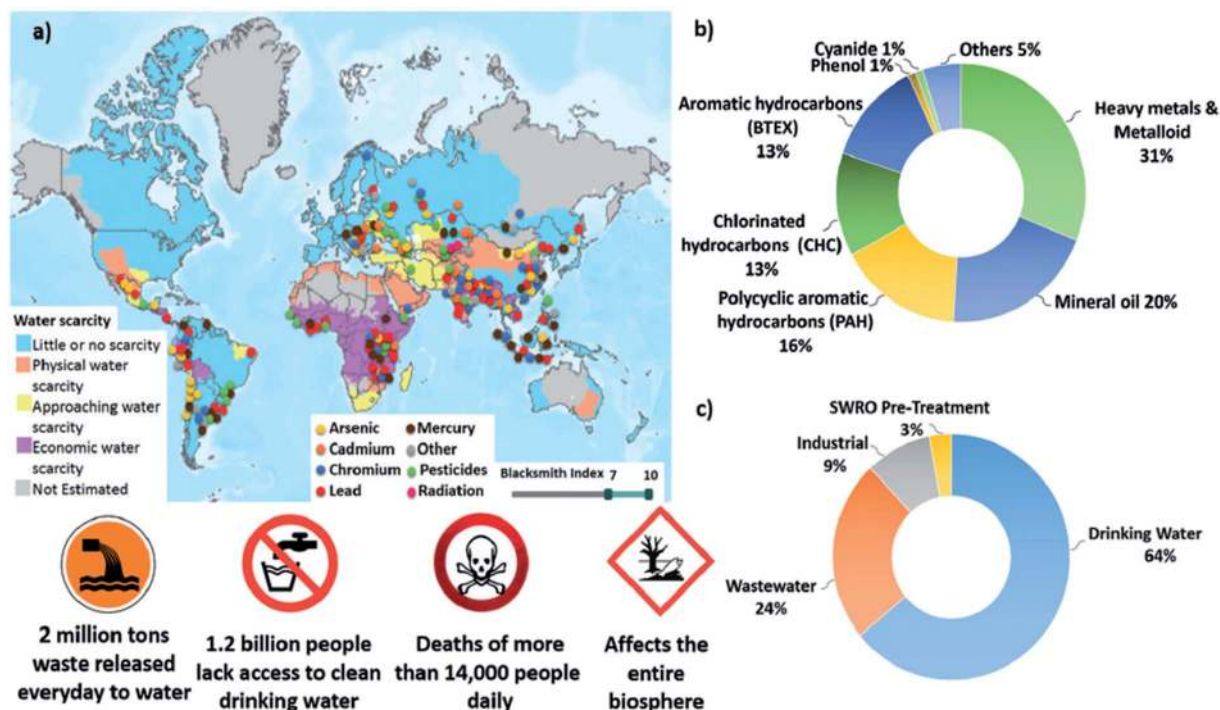 a)
Water scarcity
Little or no scarcity
Physical water
scarcity
Approaching water
scarcity
Economic water
scarcity
Not Estimated
Arsenic
Cadmium
Chromium
Lead
Mercury
Other
Pesticides
Radiation
Blacksmith Index
7
10
2 million tons
waste released
everyday to water
1.2 billion people
lack access to clean
drinking water
Deaths of more
than 14,000 people
daily
Affects the
entire
biosphere
b)
Cyanide 1%
Phenol 1%
Others 5%
Aromatic hydrocarbons
(BTEX)
13%
Heavy metals &
Metalloid
31%
Chlorinated
hydrocarbons (CHC)
13%
Polycyclic aromatic
hydrocarbons (PAH)
16%
Mineral oil 20%
c)
SWRO Pre-Treatment
3%
Industrial
9%
Drinking Water
64%
Wastewater
24%